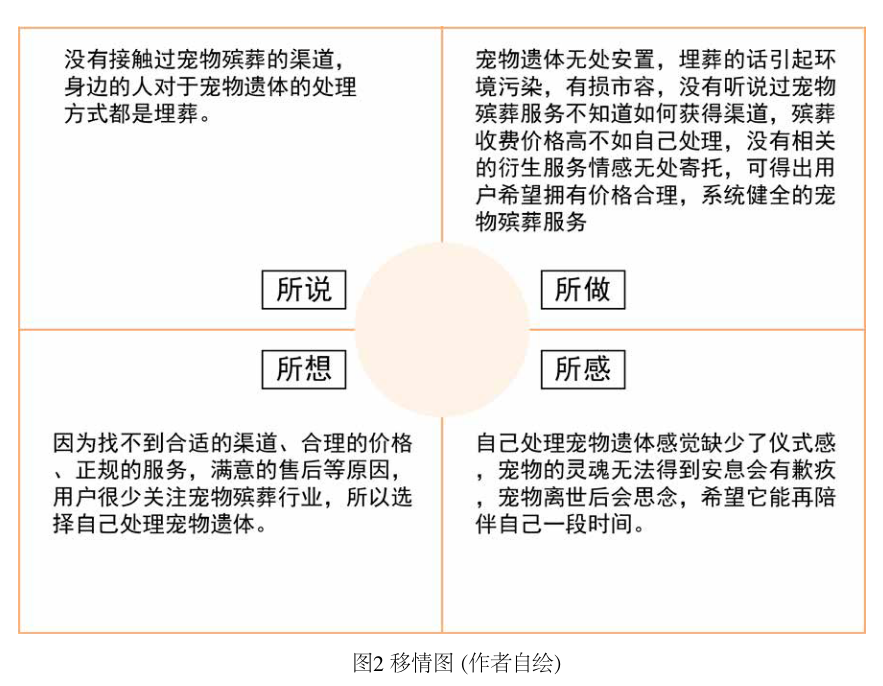 没有接触过宠物殡葬的渠道，
身边的人对于宠物遗体的处理
方式都是埋葬。
所说
宠物遗体无处安置，埋葬的话引起环
境污染，有损市容，没有听说过宠物
殡葬服务不知道如何获得渠道，殡葬
收费价格高不如自己处理，没有相关
的衍生服务情感无处寄托，可得出用
户希望拥有价格合理，系统健全的宠
物殡葬服务
所做
所想
因为找不到合适的渠道、合理的价格
、正规的服务，满意的售后等原因，
用户很少关注宠物殡葬行业，所以选
择自己处理宠物遗体。
所感
自己处理宠物遗体感觉缺少了仪式感
，宠物的灵魂无法得到安息会有歉疚
，宠物离世后会思念，希望它能再陪
伴自己一段时间。
图2 移情图 (作者自绘)